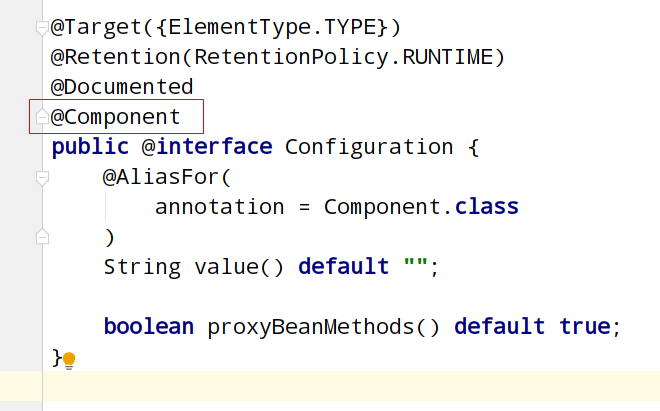 @Target({ElementType.TYPE})
@Retention(RetentionPolicy.RUNTIME)
@Documented
@Component
public @interface Configuration {
    @AliasFor(
        annotation = Component.class
    )
    String value() default "";

    boolean proxyBeanMethods() default true;
}